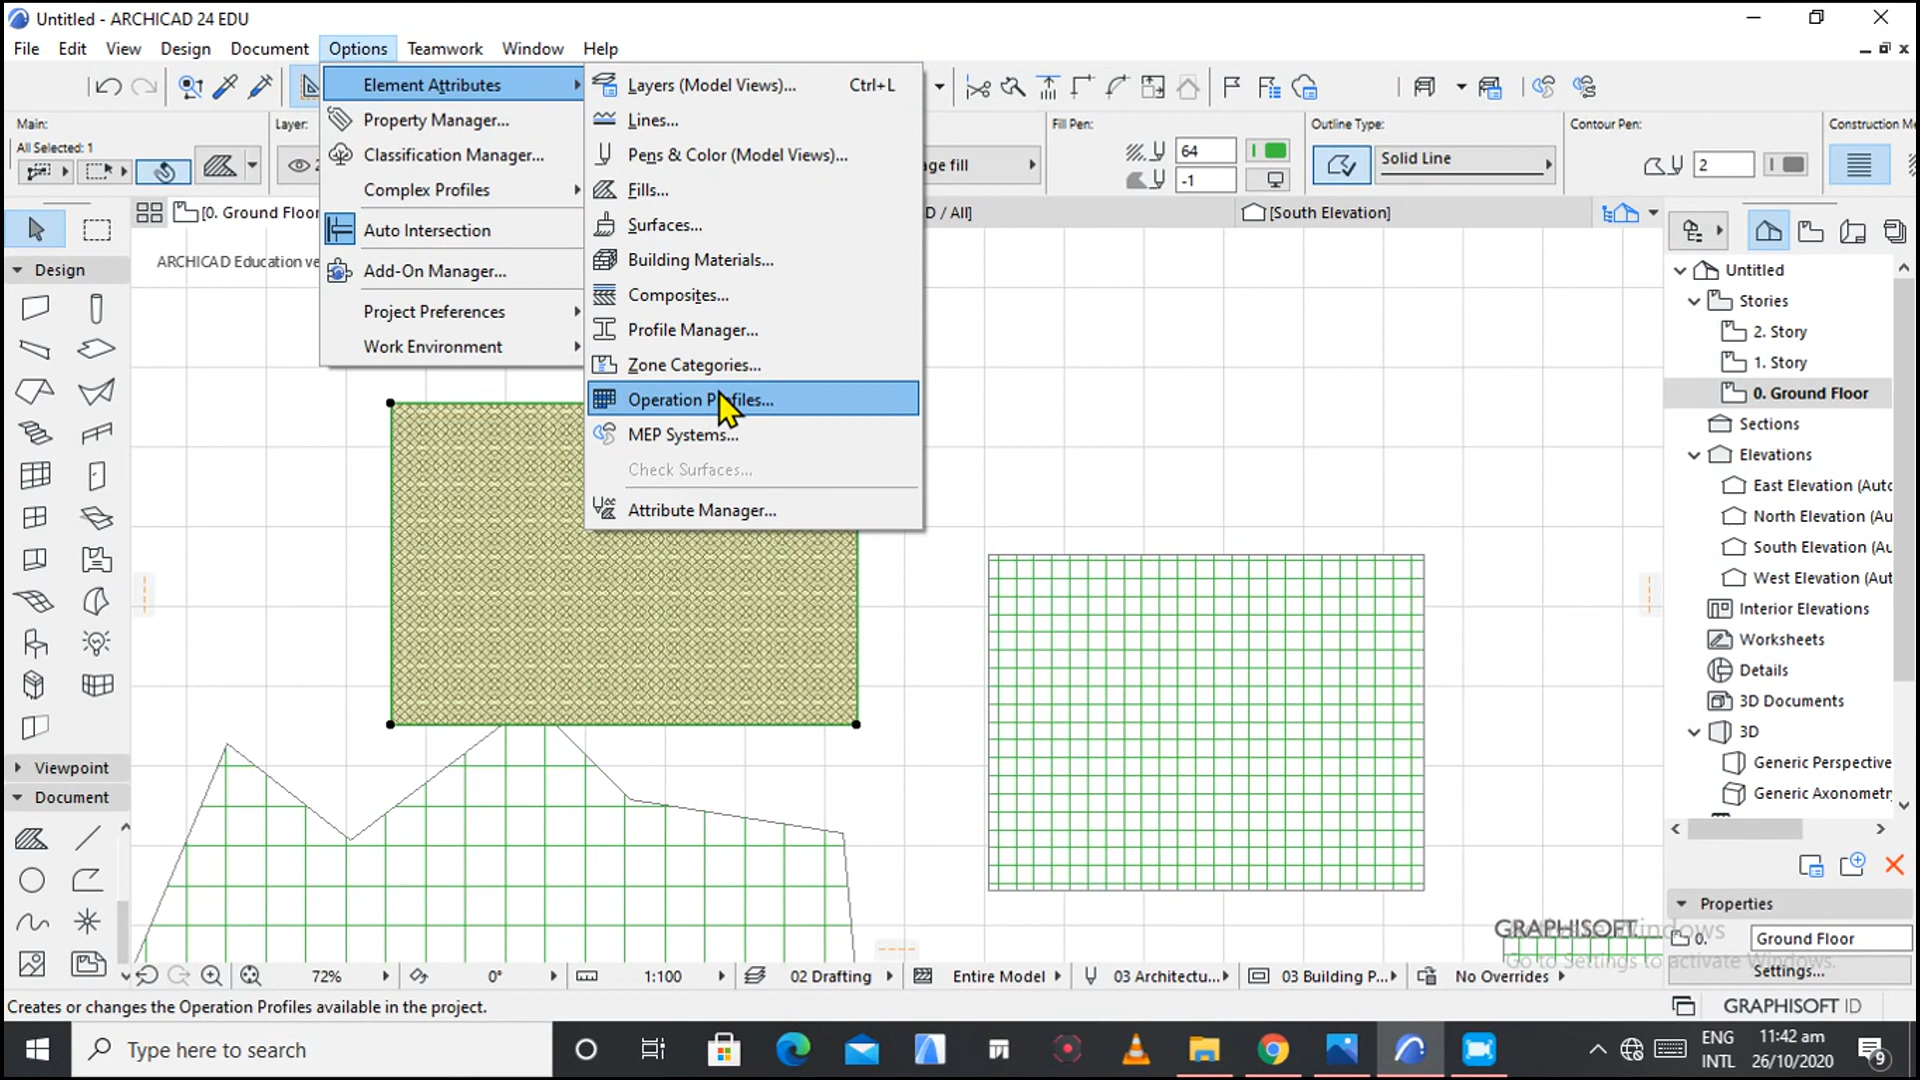 Untitled - ARCHICAD 24 EDU
File Edit View Design Document Options Teamwork Window Help
Main:
All Selected: 1
Layer:
Element Attributes
Property Manager...
Classification Manager...
Complex Profiles
Auto Intersection
Add-On Manager...
Project Preferences
Work Environment
Layers (Model Views)... Ctrl+L
Lines...
Pens & Color (Model Views)...
Fills...
Surfaces...
Building Materials...
Composites...
Profile Manager...
Zone Categories...
Operation Profiles...
MEP Systems...
Check Surfaces...
Attribute Manager...
age fill
Fill Pen:
64
-1
Outline Type:
Solid Line
Contour Pen:
2
Construction Me
[0. Ground Floor
D / All]
[South Elevation]
ARCHICAD Education ve
Design
Viewpoint
Document
Untitled
Stories
2. Story
1. Story
0. Ground Floor
Sections
Elevations
East Elevation (Auto
North Elevation (Au
South Elevation (Au
West Elevation (Aut
Interior Elevations
Worksheets
Details
3D Documents
3D
Generic Perspective
Generic Axonometr
Properties
0. Ground Floor
Settings...
GRAPHISOFT
Windows
Go to Settings to activate Windows.
72% 0° 1:100 02 Drafting Entire Model 03 Architectu... 03 Building P... No Overrides
Creates or changes the Operation Profiles available in the project.
GRAPHISOFT ID
Type here to search
ENG
INTL
11:42 am
26/10/2020
9